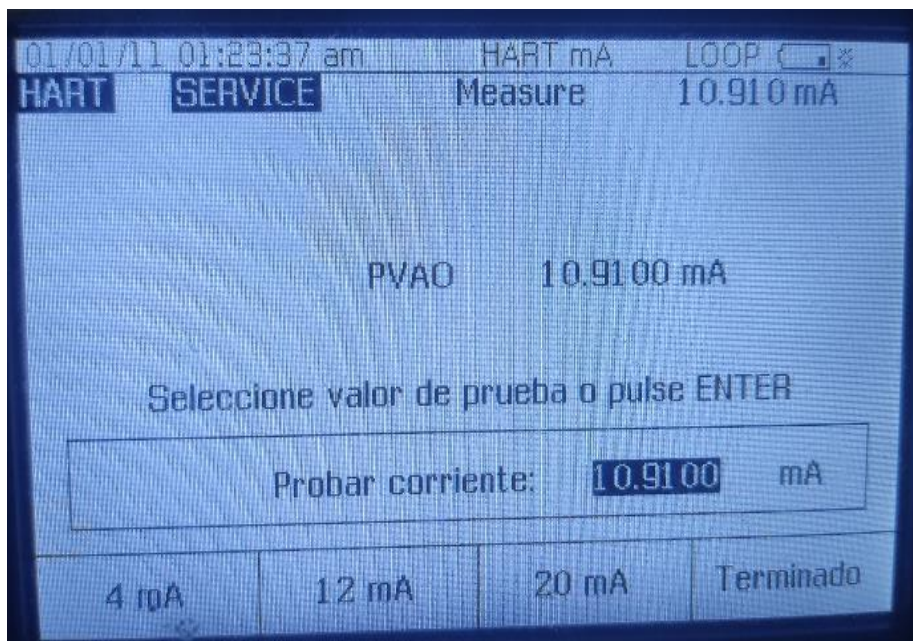 01/01/11 01:23:37 am HART mA LOOP
HART SERVICE Measure 10.910 mA
PVAO 10.9100 mA
Seleccione valor de prueba o pulse ENTER
Probar corriente: 10.9100 mA
4 mA 12 mA 20 mA Terminado